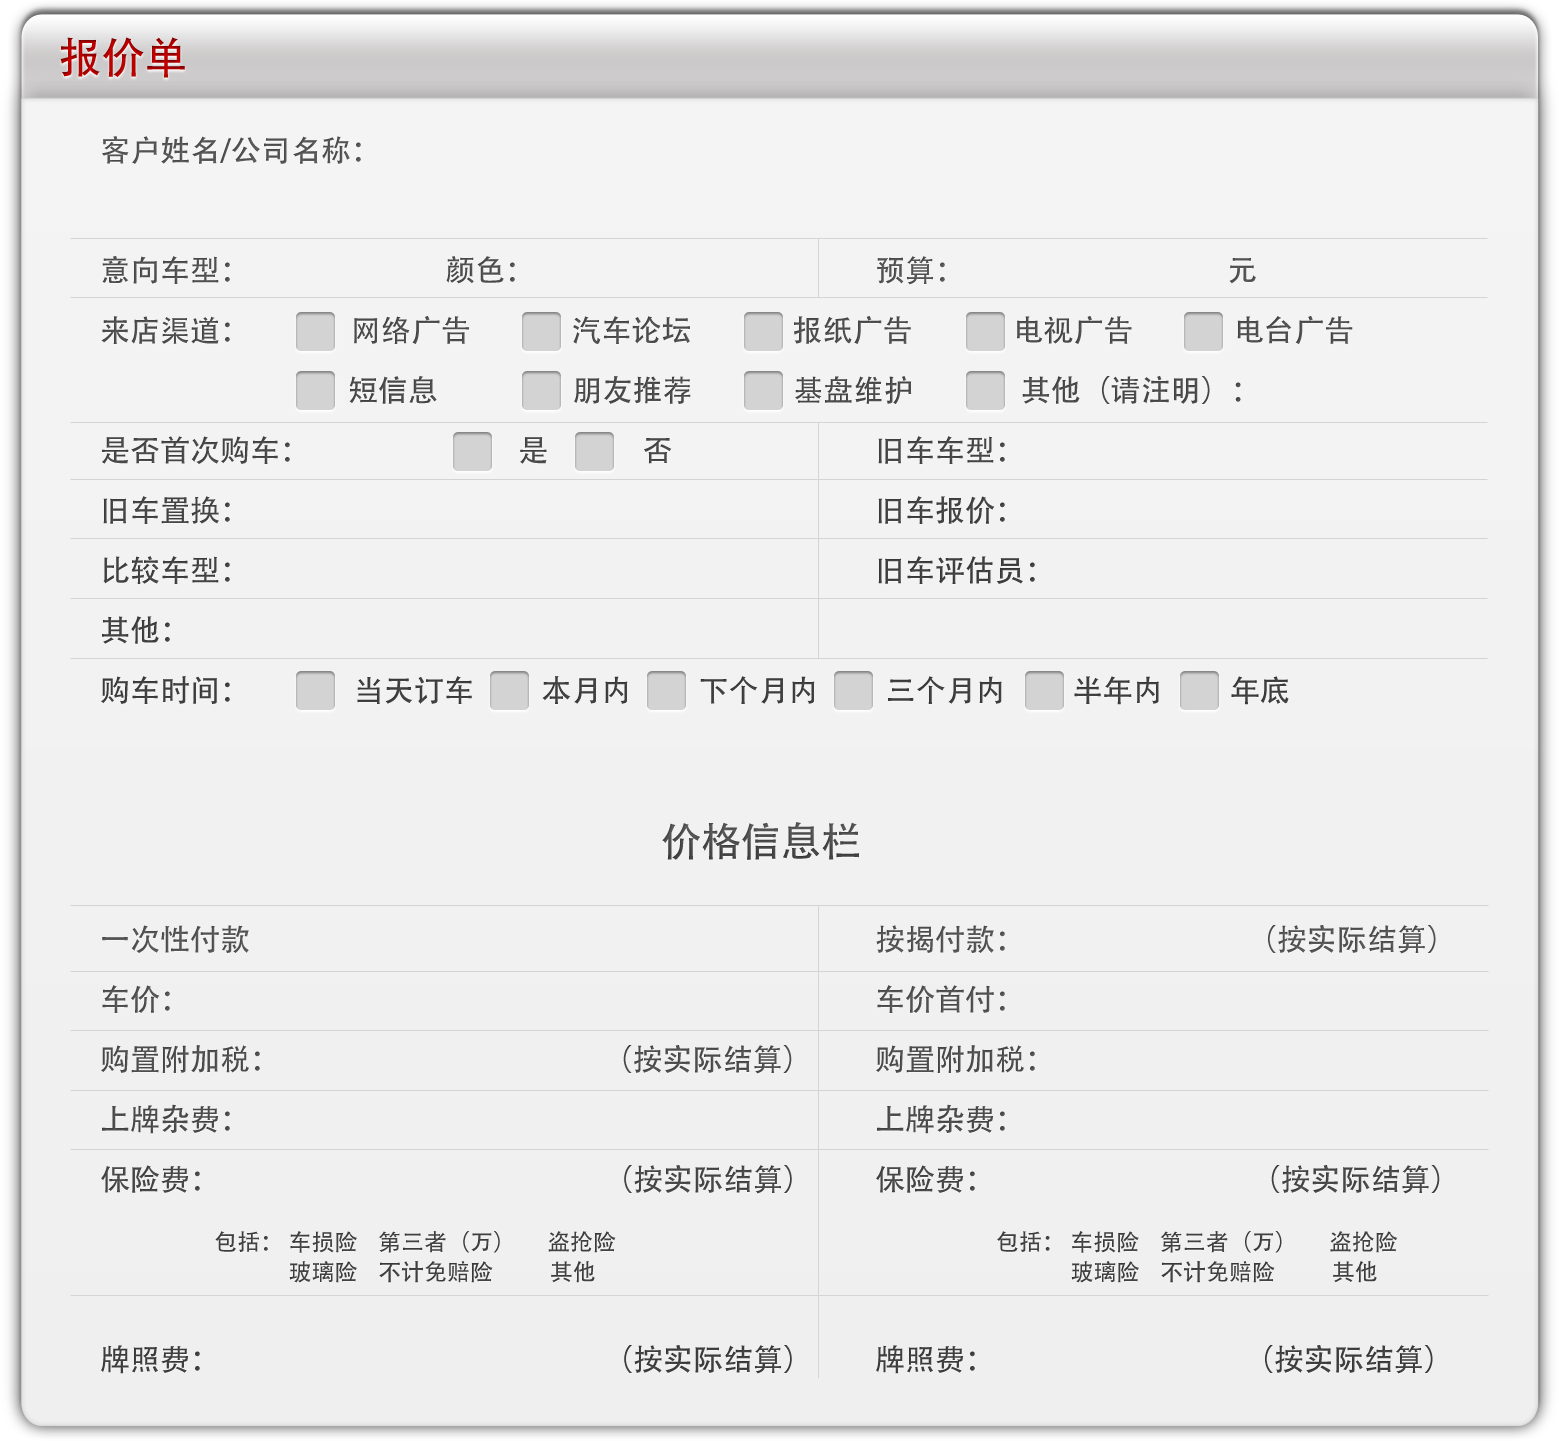 报价单
客户姓名/公司名称：
意向车型： 颜色： 预算： 元
来店渠道： 网络广告 汽车论坛 报纸广告 电视广告 电台广告
短信息 朋友推荐 基盘维护 其他（请注明）：
是否首次购车： 是 否 旧车车型：
旧车置换： 旧车报价：
比较车型： 旧车评估员：
其他：
购车时间： 当天订车 本月内 下个月内 三个月内 半年内 年底
价格信息栏
一次性付款 按揭付款： （按实际结算）
车价： 车价首付：
购置附加税： （按实际结算） 购置附加税：
上牌杂费： 上牌杂费：
保险费： （按实际结算） 保险费： （按实际结算）
包括： 车损险 第三者（万） 盗抢险 包括： 车损险 第三者（万） 盗抢险
玻璃险 不计免赔险 其他 玻璃险 不计免赔险 其他
牌照费： （按实际结算） 牌照费： （按实际结算）